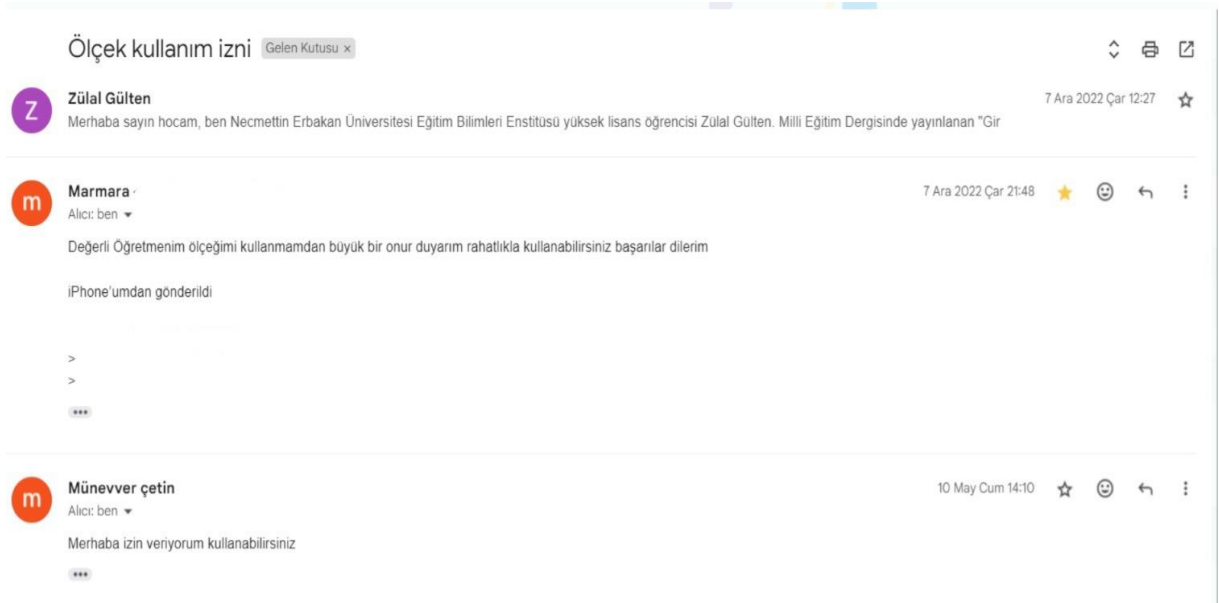 Ölçek kullanım izni Gelen Kutusu ×
Zülal Gülten 7 Ara 2022 Çar 12:27
Merhaba sayın hocam, ben Necmettin Erbakan Üniversitesi Eğitim Bilimleri Enstitüsü yüksek lisans öğrencisi Zülal Gülten. Milli Eğitim Dergisinde yayınlanan "Gir
Z
Marmara 7 Ara 2022 Çar 21:48
m
Alıcı: ben
Değerli Öğretmenim ölçeğimi kullanmamdan büyük bir onur duyarım rahatlıkla kullanabilirsiniz başarılar dilerim
iPhone'umdan gönderildi
>
>
Münevver çetin 10 May Cum 14:10
m
Alıcı: ben
Merhaba izin veriyorum kullanabilirsiniz